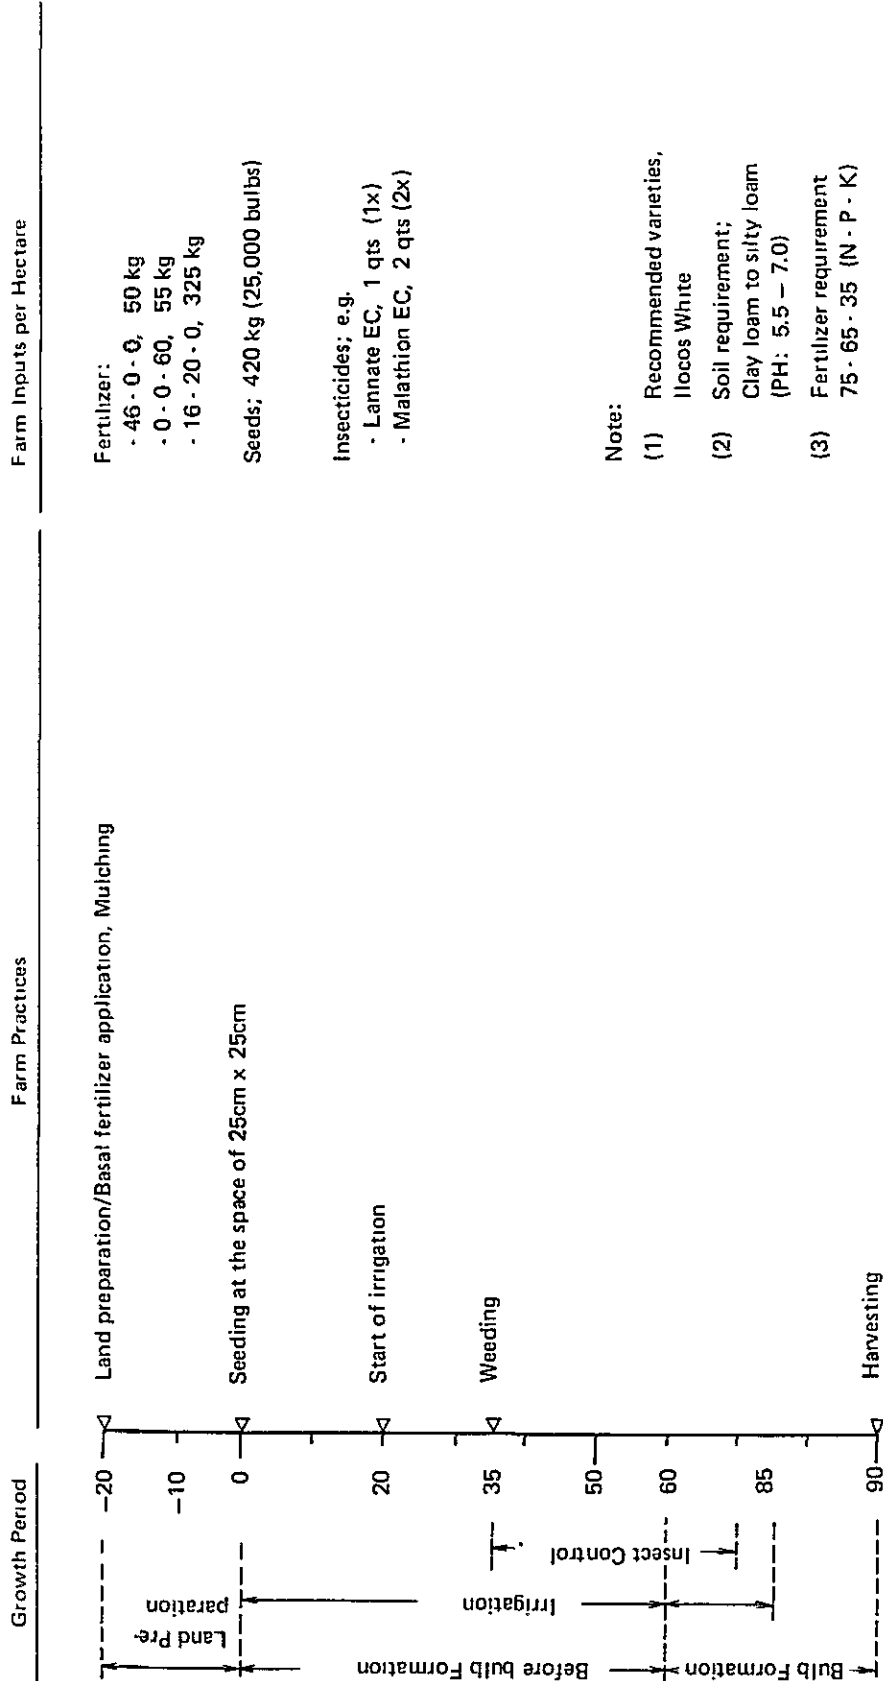 Growth Period
Farm Practices
Farm Inputs per Hectare
-20
-10
0
20
35
50
60
85
90
Land Pre-
paration
Before bulb Formation
Bulb Formation
Irrigation
Insect Control
Land preparation/Basal fertilizer application, Mulching
Seeding at the space of 25cm x 25cm
Start of irrigation
Weeding
Harvesting
Fertilizer:
- 46 - 0 - 0, 50 kg
- 0 - 0 - 60, 55 kg
- 16 - 20 - 0, 325 kg
Seeds; 420 kg (25,000 bulbs)
Insecticides; e.g.
- Lannate EC, 1 qts (1x)
- Malathion EC, 2 qts (2x)
Note:
(1) Recommended varieties,
Ilocos White
(2) Soil requirement;
Clay loam to silty loam
(PH: 5.5 – 7.0)
(3) Fertilizer requirement
75 - 65 - 35 (N - P - K)